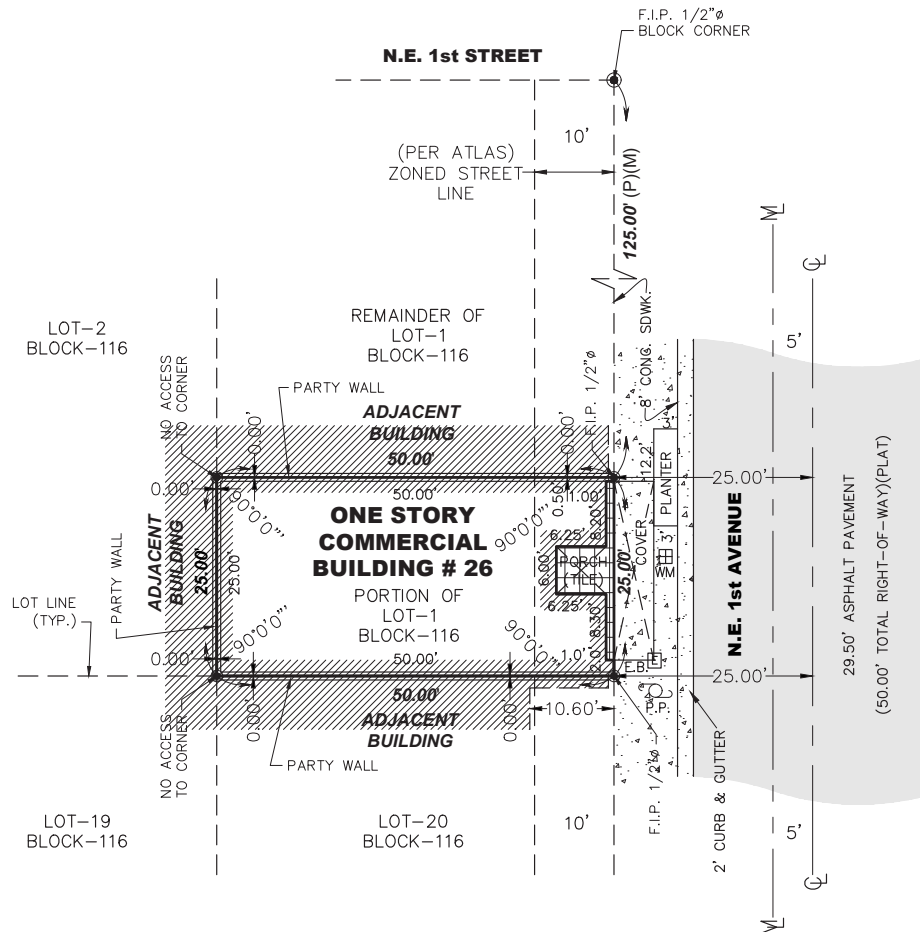 F.I.P. 1/2"ø
BLOCK CORNER
N.E. 1st STREET
10'
(PER ATLAS)
ZONED STREET
LINE
125.00' (P)(M)
5'
LOT-2
BLOCK-116
REMAINDER OF
LOT-1
BLOCK-116
NO ACCESS
TO CORNER
PARTY WALL
F.I.P. 1/2"ø
8' CONC. SDWK.
ADJACENT
BUILDING
50.00'
0.00'
0.00'
0.00'
50.00'
0.50'
1.00'
12.2'
3'
25.00'
90°0'0"
90°0'0"
ONE STORY
COMMERCIAL
BUILDING # 26
PORTION OF
LOT-1
BLOCK-116
8.20'
6.25'
6.00'
PORCH
(TILE)
6.25'
8.30'
25.00'
COVER
PLANTER
3'
WM
N.E. 1st AVENUE
29.50' ASPHALT PAVEMENT
(50.00' TOTAL RIGHT-OF-WAY)(PLAT)
ADJACENT
BUILDING
25.00'
25.00'
PARTY WALL
LOT LINE
(TYP.)
90°0'0"
90°0'0"
0.00'
50.00'
1.0'
2.0'
E.B.
E
25.00'
50.00'
0.00'
0.00'
10.60'
ADJACENT
BUILDING
PARTY WALL
NO ACCESS
TO CORNER
F.I.P. 1/2"ø
2' CURB & GUTTER
LOT-19
BLOCK-116
LOT-20
BLOCK-116
10'
5'